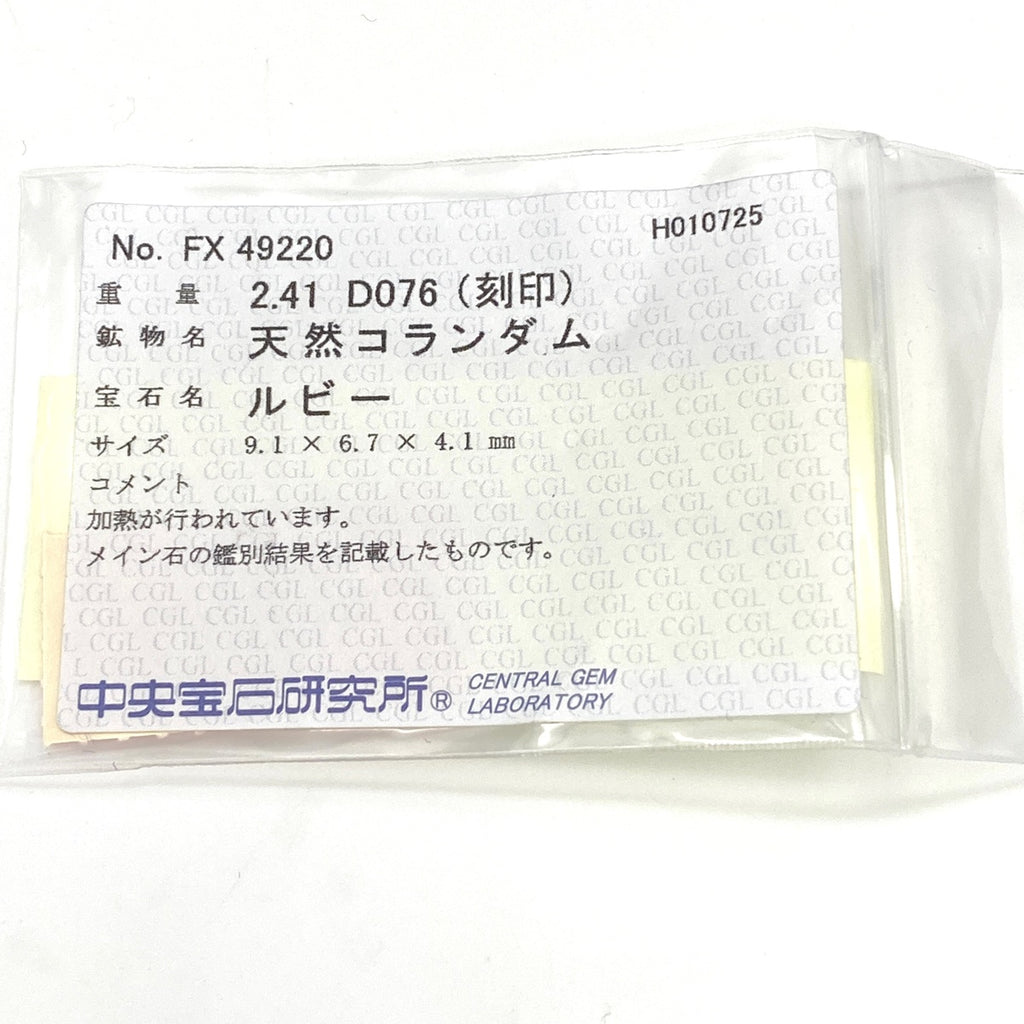 No. FX 49220
H010725
重量 2.41 D076（刻印）
鉱物名 天然コランダム
宝石名 ルビー
サイズ 9.1 × 6.7 × 4.1 mm
コメント
加熱が行われています。
メイン石の鑑別結果を記載したものです。
中央宝石研究所® CENTRAL GEM
LABORATORY